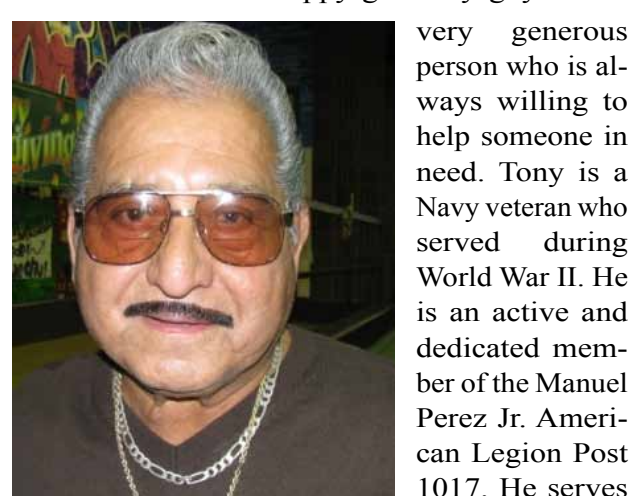 very generous
person who is al-
ways willing to
help someone in
need. Tony is a
Navy veteran who
served during
World War II. He
is an active and
dedicated mem-
ber of the Manuel
Perez Jr. Ameri-
can Legion Post
1017. He serves